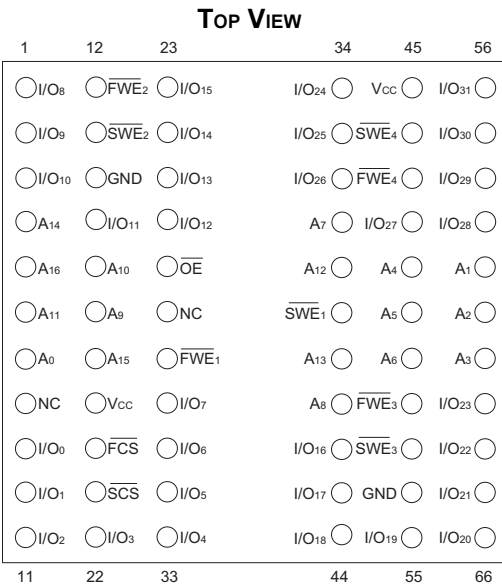 TOP VIEW
1 12 23 34 45 56
I/O8 FWE2 I/O15 I/O24 Vcc I/O31
I/O9 SWE2 I/O14 I/O25 SWE4 I/O30
I/O10 GND I/O13 I/O26 FWE4 I/O29
A14 I/O11 I/O12 A7 I/O27 I/O28
A16 A10 OE A12 A4 A1
A11 A9 NC SWE1 A5 A2
A0 A15 FWE1 A13 A6 A3
NC Vcc I/O7 A8 FWE3 I/O23
I/O0 FCS I/O6 I/O16 SWE3 I/O22
I/O1 SCS I/O5 I/O17 GND I/O21
I/O2 I/O3 I/O4 I/O18 I/O19 I/O20
11 22 33 44 55 66